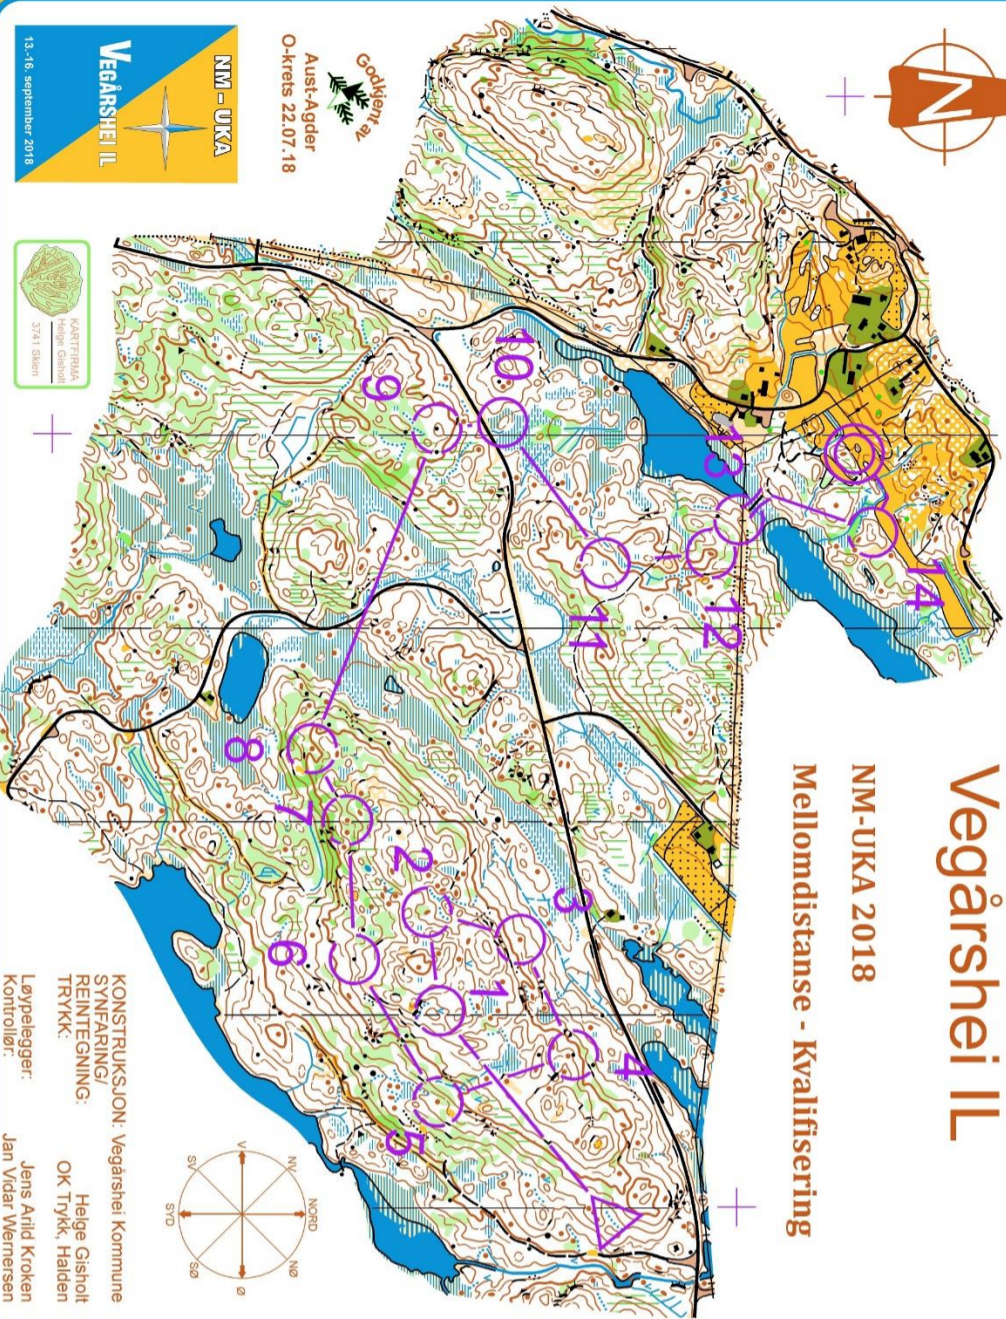 Vegårshei IL
NM-UKA 2018
Mellomdistanse - Kvalifisering
N
Godkjent av
Aust-Agder
O-krets 22.07.18
NM - UKA
VEGÅRSHEI IL
13.-16. september 2018
KARTFIRMA
Helge Gisholt
3741 Skien
10
9
13
14
12
11
8
7
2
3
6
1
4
5
NORD
NV
NØ
V
Ø
SV
SØ
SYD
KONSTRUKSJON: Vegårshei Kommune
SYNFARING/
RENTEGNING: Helge Gisholt
TRYKK: OK Trykk, Halden
Løypelegger: Jens Arild Kroken
Kontrollør: Jan Vidar Wernersen